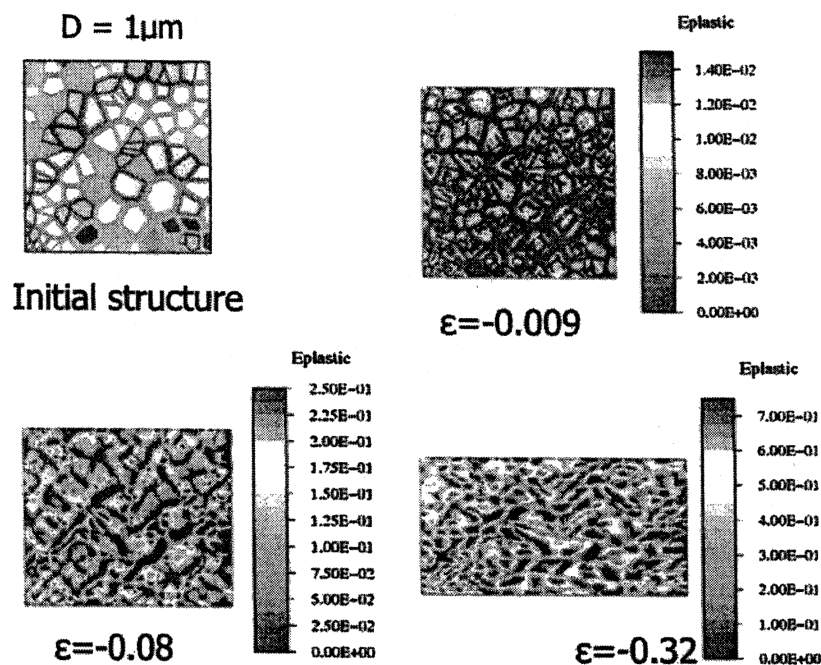 D = 1µm
Initial structure
Eplastic
1.40E-02
1.20E-02
1.00E-02
8.00E-03
6.00E-03
4.00E-03
2.00E-03
0.00E+00
ε=-0.009
Eplastic
2.50E-01
2.25E-01
2.00E-01
1.75E-01
1.50E-01
1.25E-01
1.00E-01
7.50E-02
5.00E-02
2.50E-02
0.00E+00
ε=-0.08
Eplastic
7.00E-01
6.00E-01
5.00E-01
4.00E-01
3.00E-01
2.00E-01
1.00E-01
0.00E+00
ε=-0.32